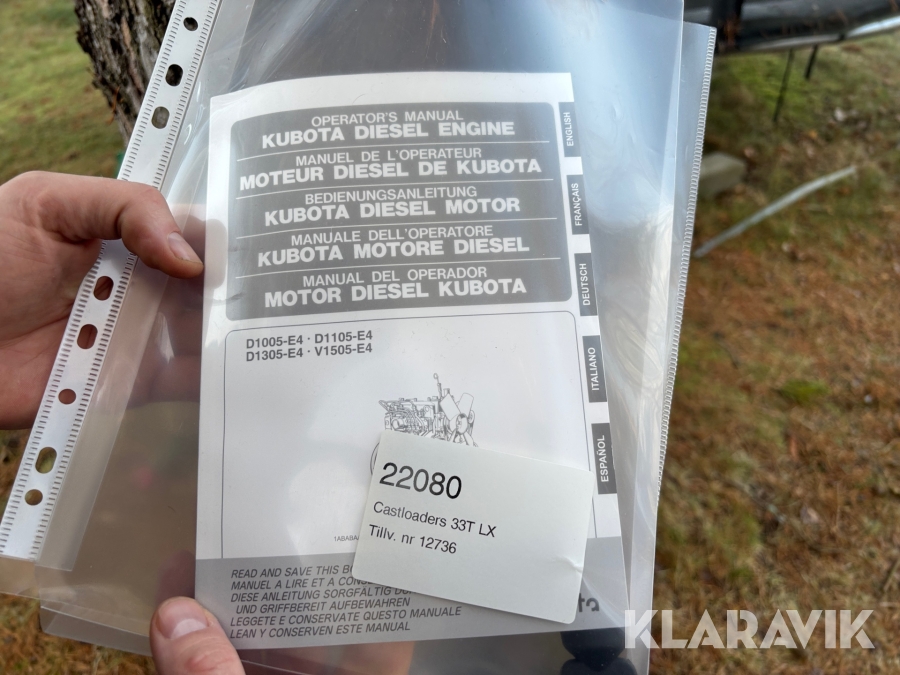 OPERATOR'S MANUAL
KUBOTA DIESEL ENGINE
MANUEL DE L'OPERATEUR
MOTEUR DIESEL DE KUBOTA
BEDIENUNGSANLEITUNG
KUBOTA DIESEL MOTOR
MANUALE DELL'OPERATORE
KUBOTA MOTORE DIESEL
MANUAL DEL OPERADOR
MOTOR DIESEL KUBOTA
ENGLISH
FRANÇAIS
DEUTSCH
ITALIANO
ESPAÑOL
D1005-E4 · D1105-E4
D1305-E4 · V1505-E4
22080
Castloaders 33T LX
Tillv. nr 12736
READ AND SAVE THIS
MANUEL A LIRE ET A
DIESE ANLEITUNG SORGFÄLTIG
UND GRIFFBEREIT AUFBEWAHREN
LEGGETE E CONSERVATE QUESTO MANUALE
LEAN Y CONSERVEN ESTE MANUAL
KLARAVIK